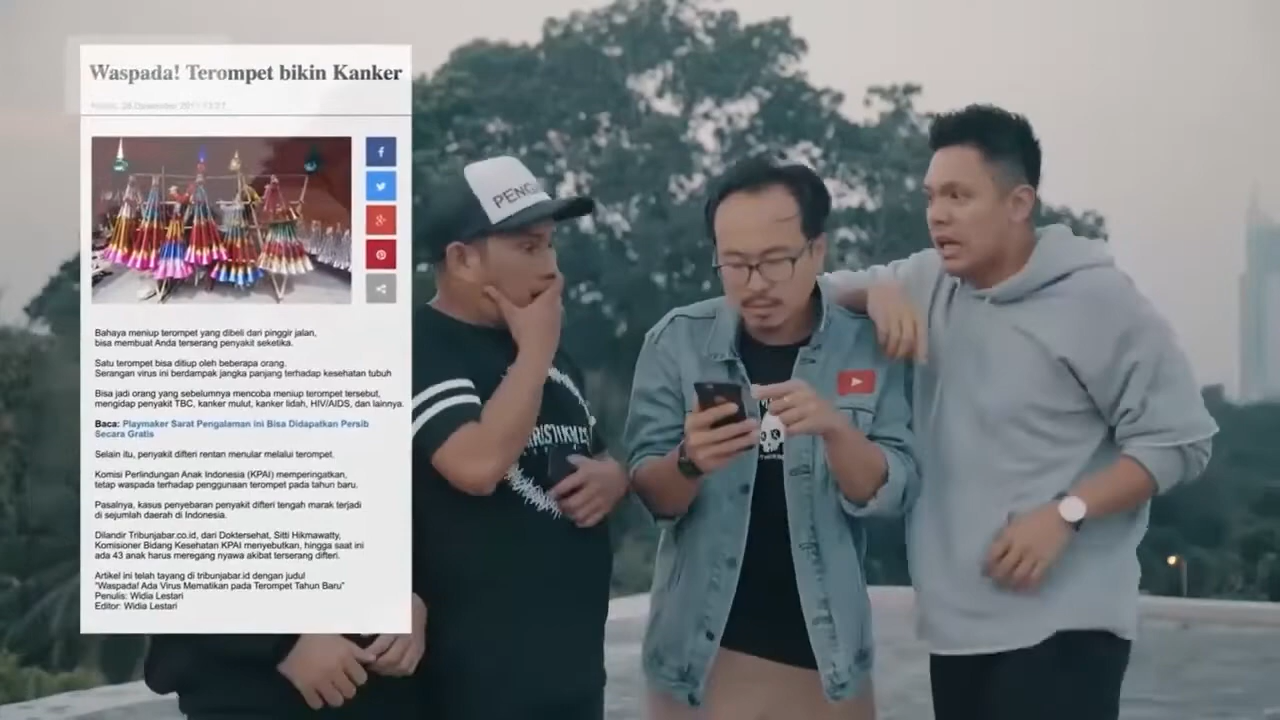 Waspada! Terompet bikin Kanker
Bahaya meniup terompet yang dibeli dari pinggir jalan,
bisa membuat Anda terserang penyakit seketika.
Satu terompet bisa ditiup oleh beberapa orang.
Serangan virus ini berdampak jangka panjang terhadap kesehatan tubuh
Bisa jadi orang yang sebelumnya mencoba meniup terompet tersebut,
mengidap penyakit TBC, kanker mulut, kanker lidah, HIV/AIDS, dan lainnya.
Baca: Playmaker Sarat Pengalaman ini Bisa Didapatkan Persib
Secara Gratis
Selain itu, penyakit difteri rentan menular melalui terompet.
Komisi Perlindungan Anak Indonesia (KPAI) memperingatkan,
tetap waspada terhadap penggunaan terompet pada tahun baru.
Pasalnya, kasus penyebaran penyakit difteri tengah marak terjadi
di sejumlah daerah di Indonesia.
Dilandir Tribunjabar.co.id, dari Doktersehat, Sitti Hikmawatty,
Komisioner Bidang Kesehatan KPAI menyebutkan, hingga saat ini
ada 43 anak harus meregang nyawa akibat terserang difteri.
Artikel ini telah tayang di tribunjabar.id dengan judul
"Waspada! Ada Virus Mematikan pada Terompet Tahun Baru"
Penulis: Widia Lestari
Editor: Widia Lestari